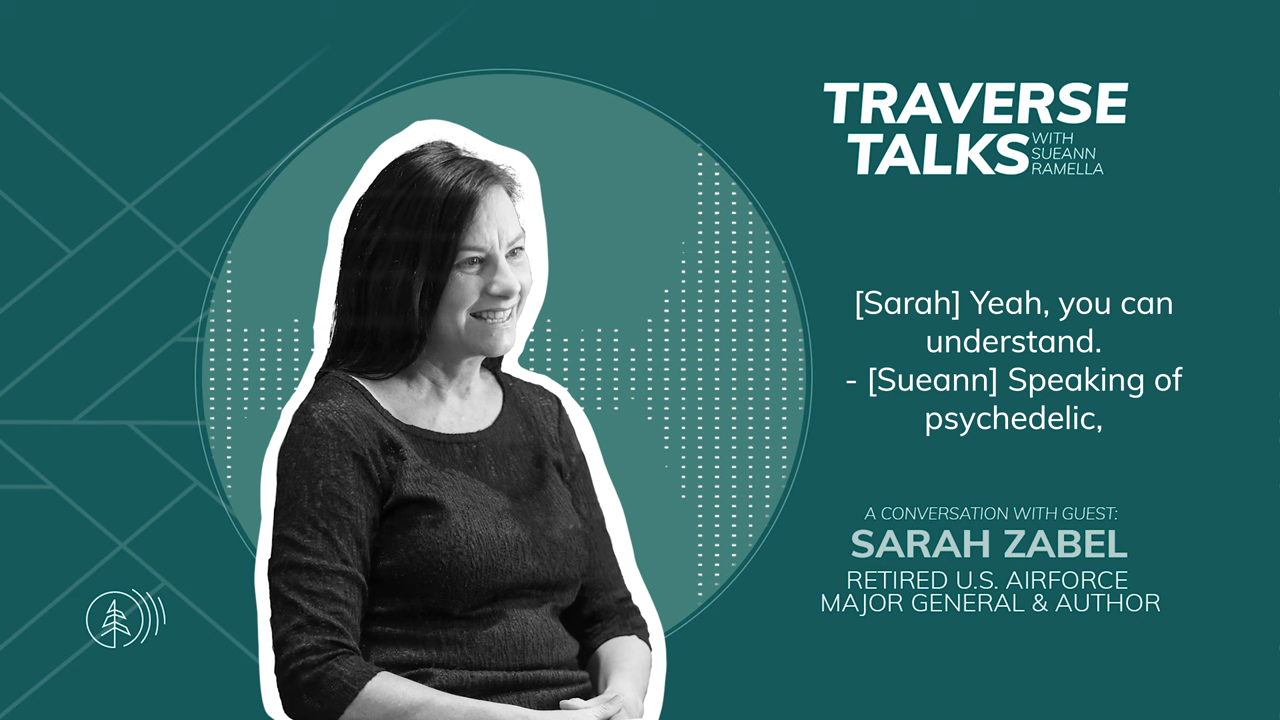 TRAVERSE
TALKS WITH
SUEANN
RAMELLA
[Sarah] Yeah, you can
understand.
- [Sueann] Speaking of
psychedelic,
A CONVERSATION WITH GUEST:
SARAH ZABEL
RETIRED U.S. AIRFORCE
MAJOR GENERAL & AUTHOR